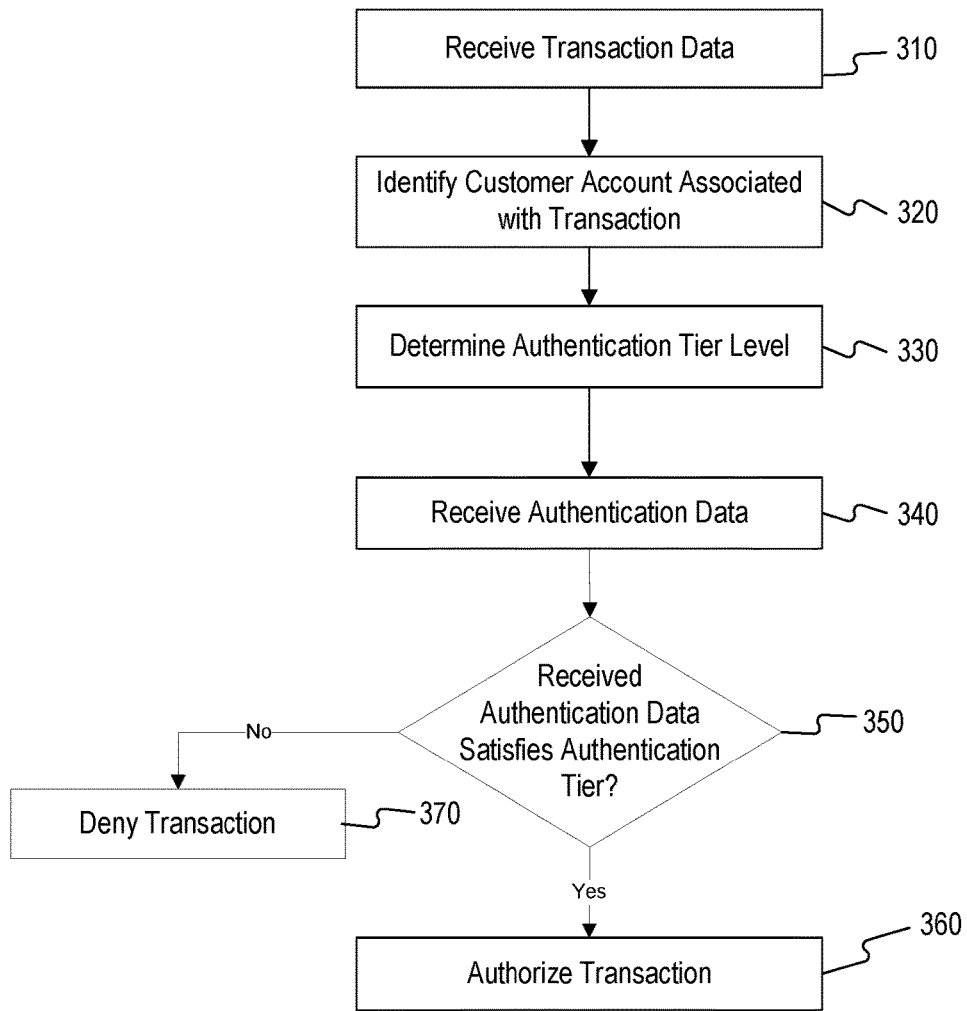 Receive Transaction Data
310
Identify Customer Account Associated
with Transaction
320
Determine Authentication Tier Level
330
Receive Authentication Data
340
Received
Authentication Data
Satisfies Authentication
Tier?
350
No
Deny Transaction
370
Yes
Authorize Transaction
360